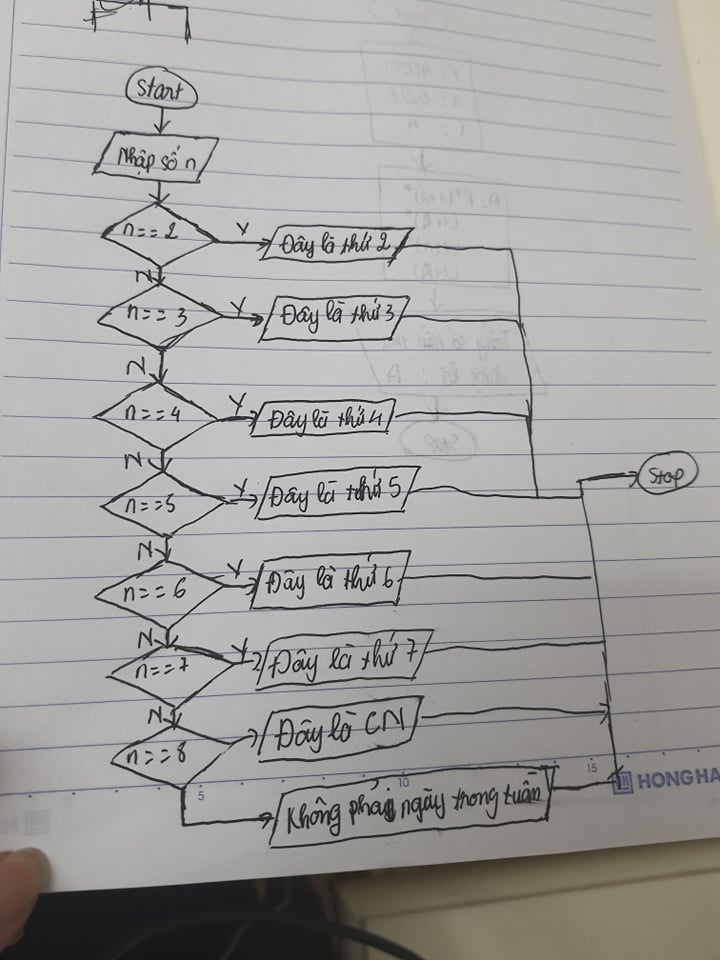 Start
Nhập số n
n==2
Y
Đây là thứ 2
N
n==3
Y
Đây là thứ 3
N
n==4
Y
Đây là thứ 4
N
n==5
Y
Đây là thứ 5
Stop
N
n==6
Y
Đây là thứ 6
N
n==7
Y
Đây là thứ 7
N
n==8
Đây là CN
Không phải ngày trong tuần
5
10
15
HONG HA